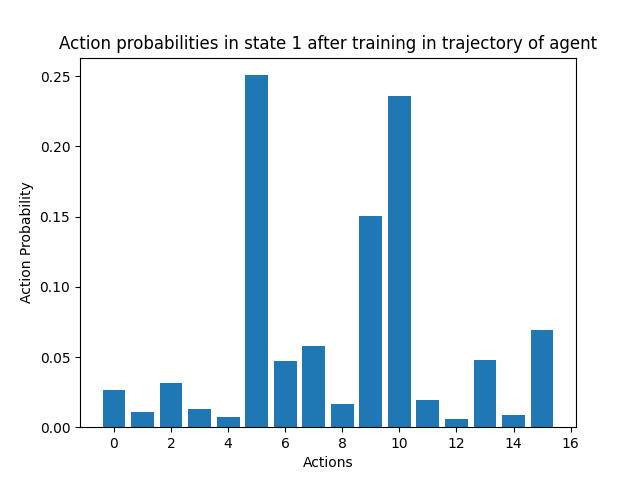 Action probabilities in state 1 after training in trajectory of agent
0.25
0.20
0.15
0.10
0.05
0.00
Action Probability
0 2 4 6 8 10 12 14 16
Actions